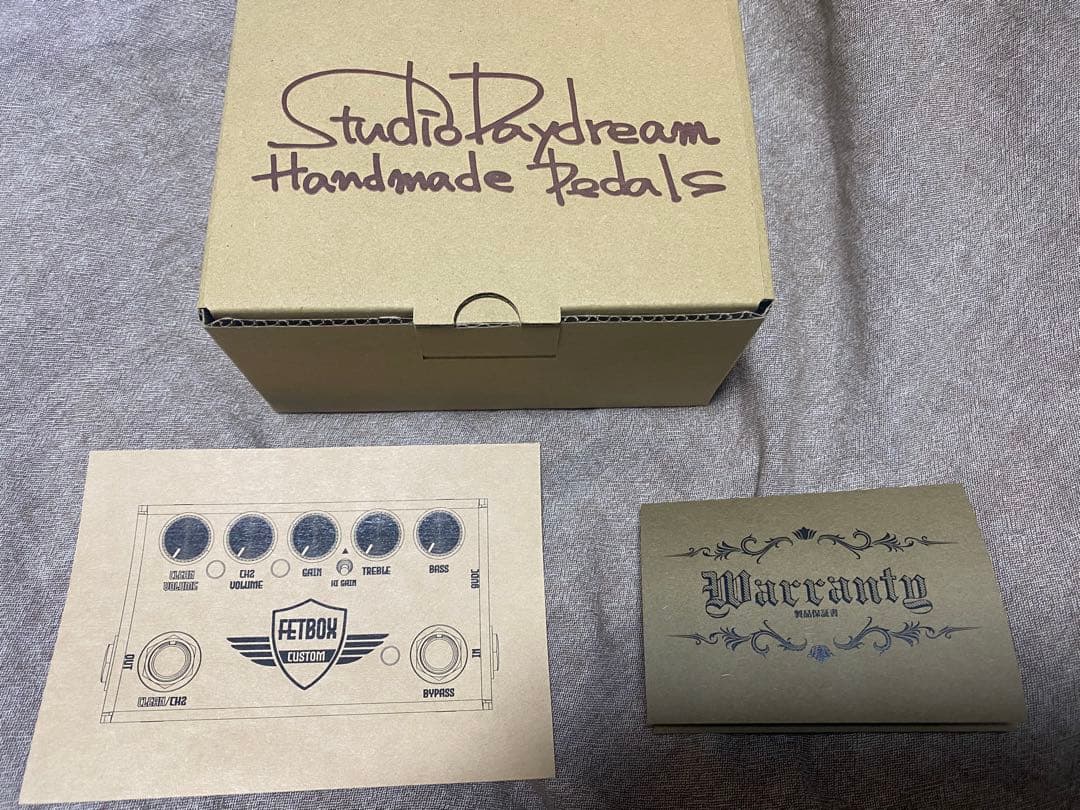 StudioDaydream
Handmade Pedals
CLEAN
VOLUME
CH2
VOLUME
GAIN
HI GAIN
TREBLE
BASS
9VDC
FETBOX
CUSTOM
OUT
IN
CLEAN/CH2
BYPASS
Warranty
製品保証書